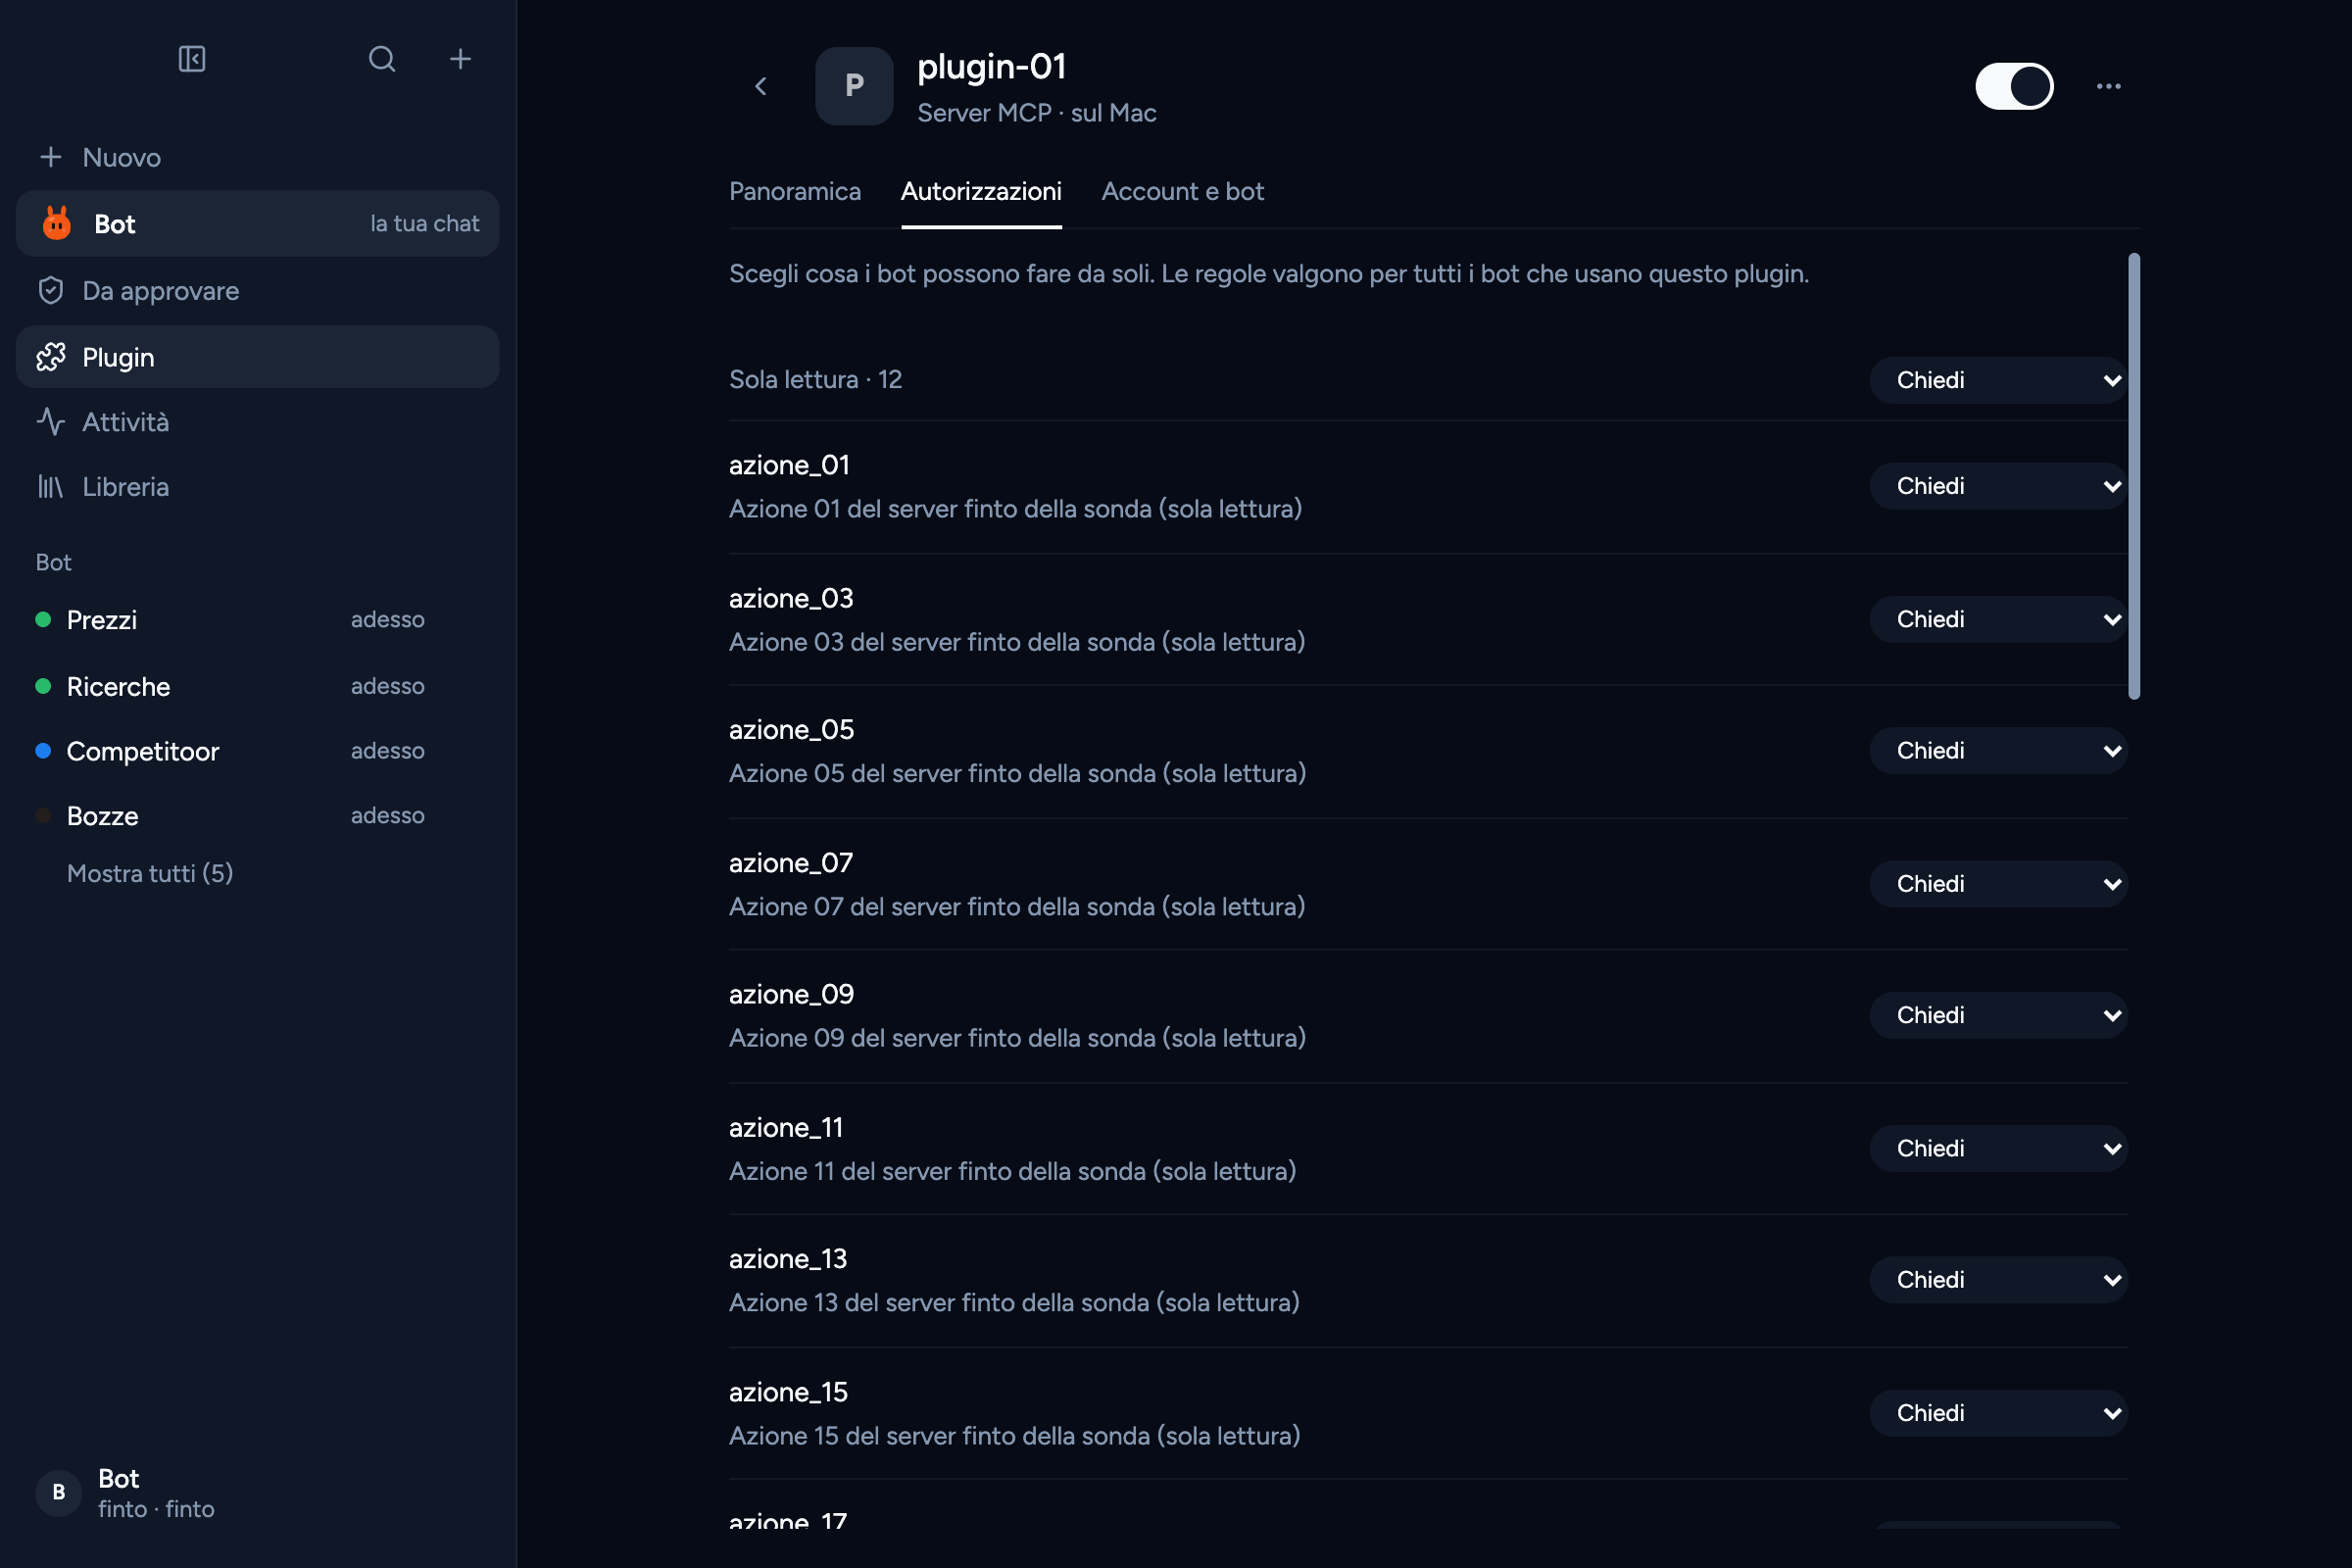 Nuovo
Bot
la tua chat
Da approvare
Plugin
Attività
Libreria
Bot
Prezzi
adesso
Ricerche
adesso
Competitoor
adesso
Bozze
adesso
Mostra tutti (5)
B
Bot
finto · finto
P
plugin-01
Server MCP · sul Mac
Panoramica
Autorizzazioni
Account e bot
Scegli cosa i bot possono fare da soli. Le regole valgono per tutti i bot che usano questo plugin.
Sola lettura · 12
Chiedi
azione_01
Azione 01 del server finto della sonda (sola lettura)
Chiedi
azione_03
Azione 03 del server finto della sonda (sola lettura)
Chiedi
azione_05
Azione 05 del server finto della sonda (sola lettura)
Chiedi
azione_07
Azione 07 del server finto della sonda (sola lettura)
Chiedi
azione_09
Azione 09 del server finto della sonda (sola lettura)
Chiedi
azione_11
Azione 11 del server finto della sonda (sola lettura)
Chiedi
azione_13
Azione 13 del server finto della sonda (sola lettura)
Chiedi
azione_15
Azione 15 del server finto della sonda (sola lettura)
Chiedi
azione_17